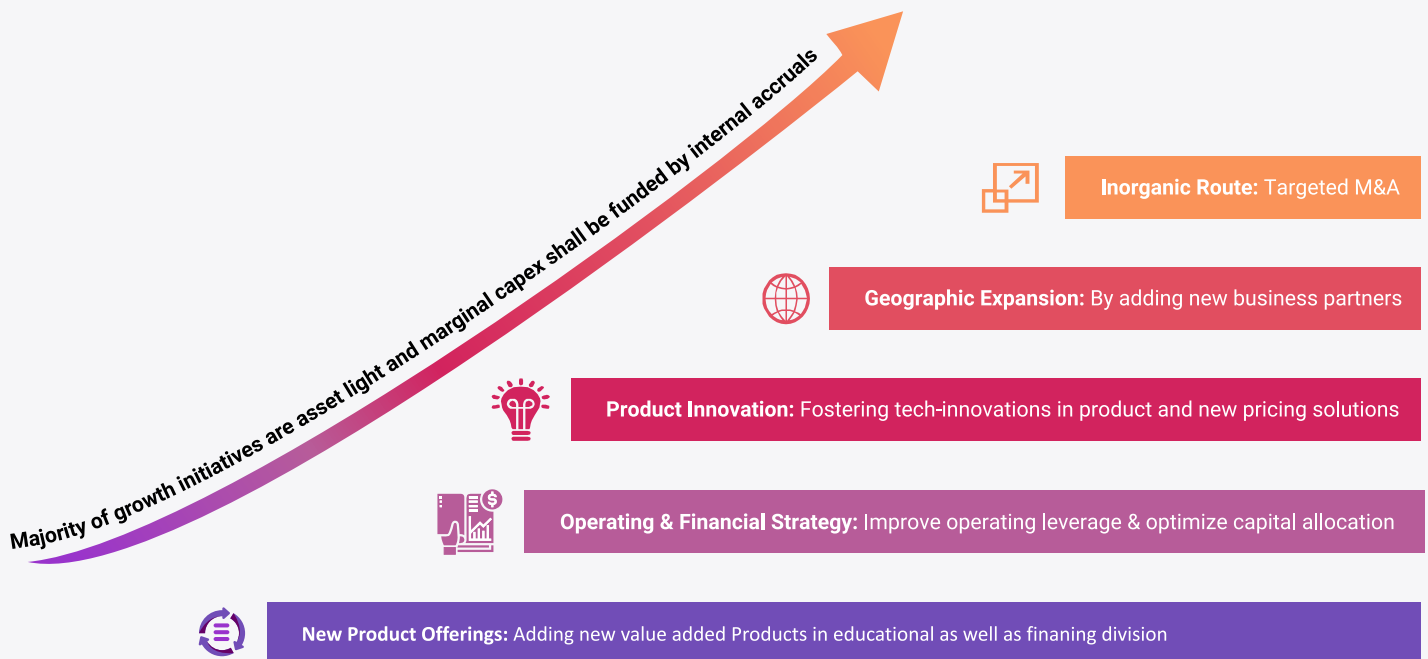 Majority of growth initiatives are asset light and marginal capex shall be funded by internal accruals
Inorganic Route: Targeted M&A
Geographic Expansion: By adding new business partners
Product Innovation: Fostering tech-innovations in product and new pricing solutions
$
Operating & Financial Strategy: Improve operating leverage & optimize capital allocation
New Product Offerings: Adding new value added Products in educational as well as finaning division